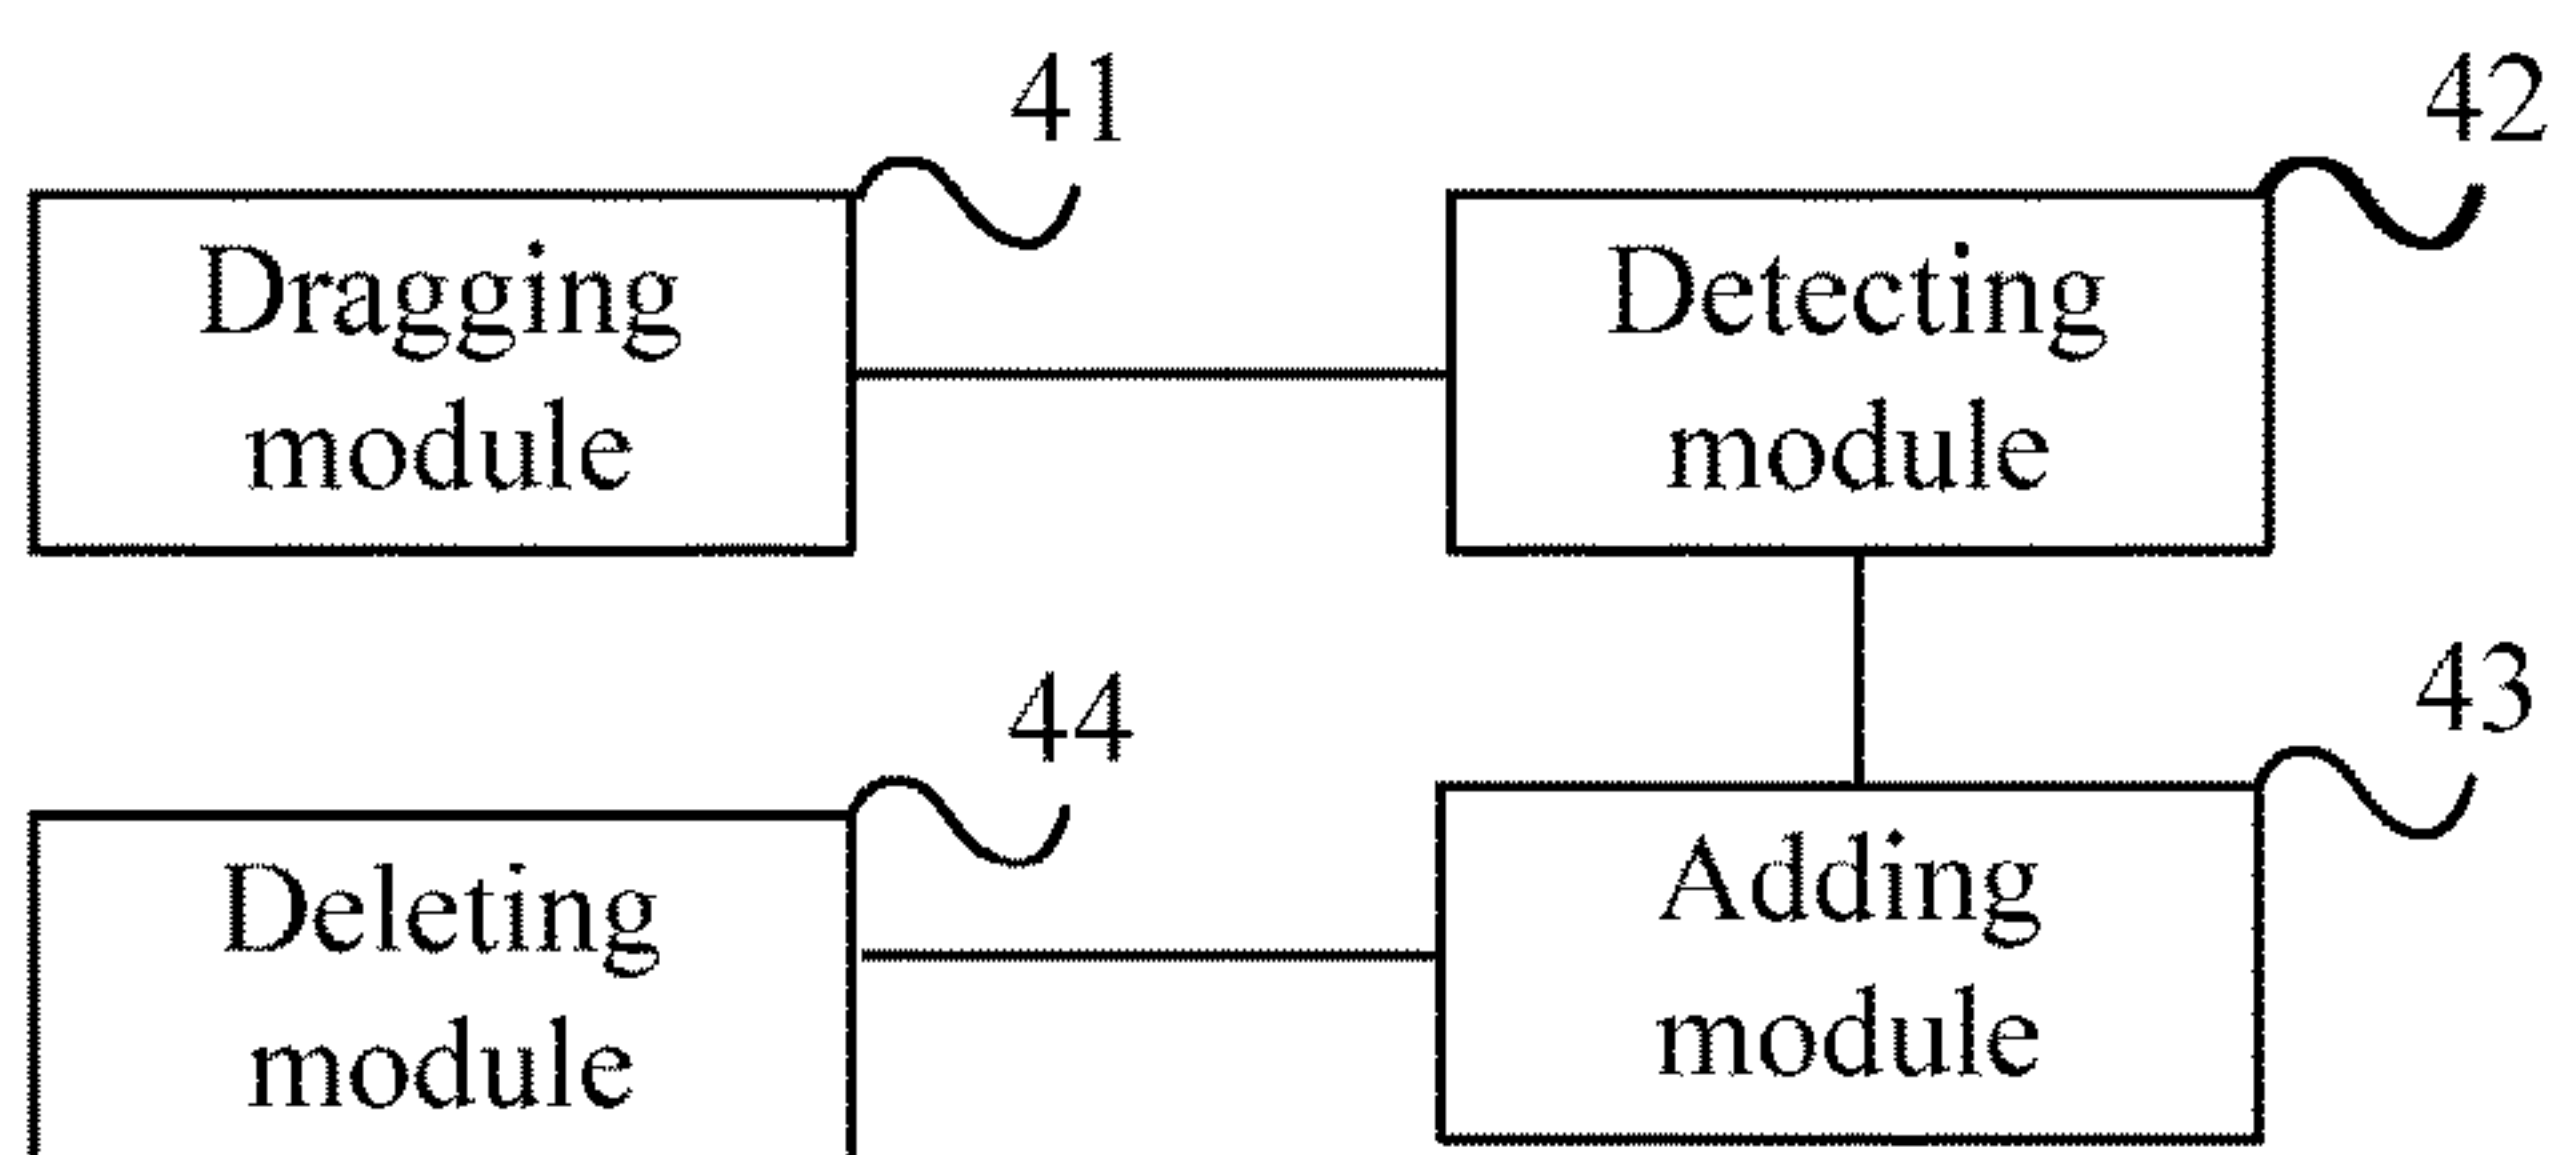 41
42
Dragging
module
Detecting
module
44
43
Deleting
module
Adding
module